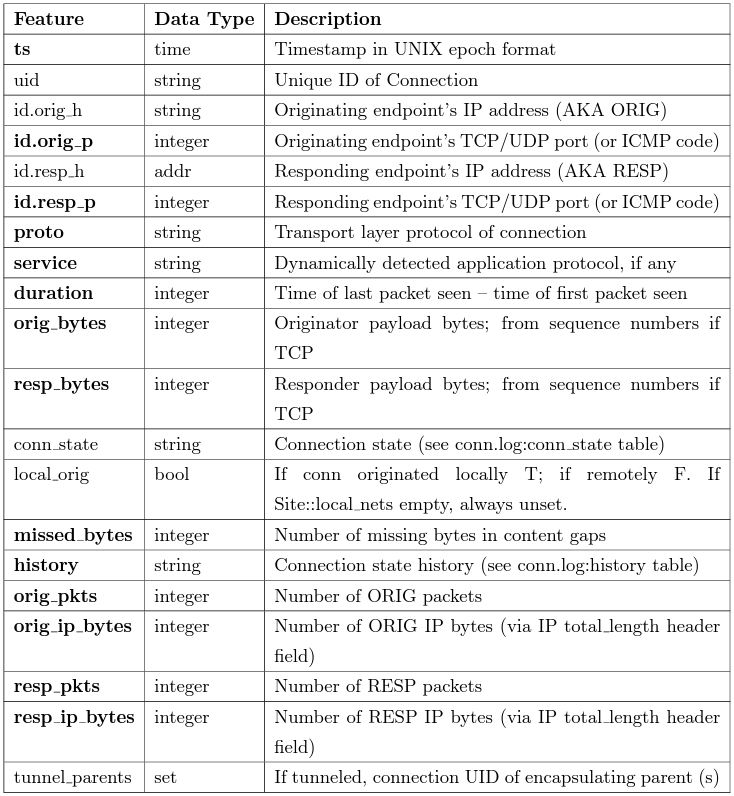 Feature Data Type Description
ts time Timestamp in UNIX epoch format
uid string Unique ID of Connection
id.orig_h string Originating endpoint's IP address (AKA ORIG)
id.orig_p integer Originating endpoint's TCP/UDP port (or ICMP code)
id.resp_h addr Responding endpoint's IP address (AKA RESP)
id.resp_p integer Responding endpoint's TCP/UDP port (or ICMP code)
proto string Transport layer protocol of connection
service string Dynamically detected application protocol, if any
duration integer Time of last packet seen – time of first packet seen
orig_bytes integer Originator payload bytes; from sequence numbers if
TCP
resp_bytes integer Responder payload bytes; from sequence numbers if
TCP
conn_state string Connection state (see conn.log:conn_state table)
local_orig bool If conn originated locally T; if remotely F. If
Site::local_nets empty, always unset.
missed_bytes integer Number of missing bytes in content gaps
history string Connection state history (see conn.log:history table)
orig_pkts integer Number of ORIG packets
orig_ip_bytes integer Number of ORIG IP bytes (via IP total_length header
field)
resp_pkts integer Number of RESP packets
resp_ip_bytes integer Number of RESP IP bytes (via IP total_length header
field)
tunnel_parents set If tunneled, connection UID of encapsulating parent (s)